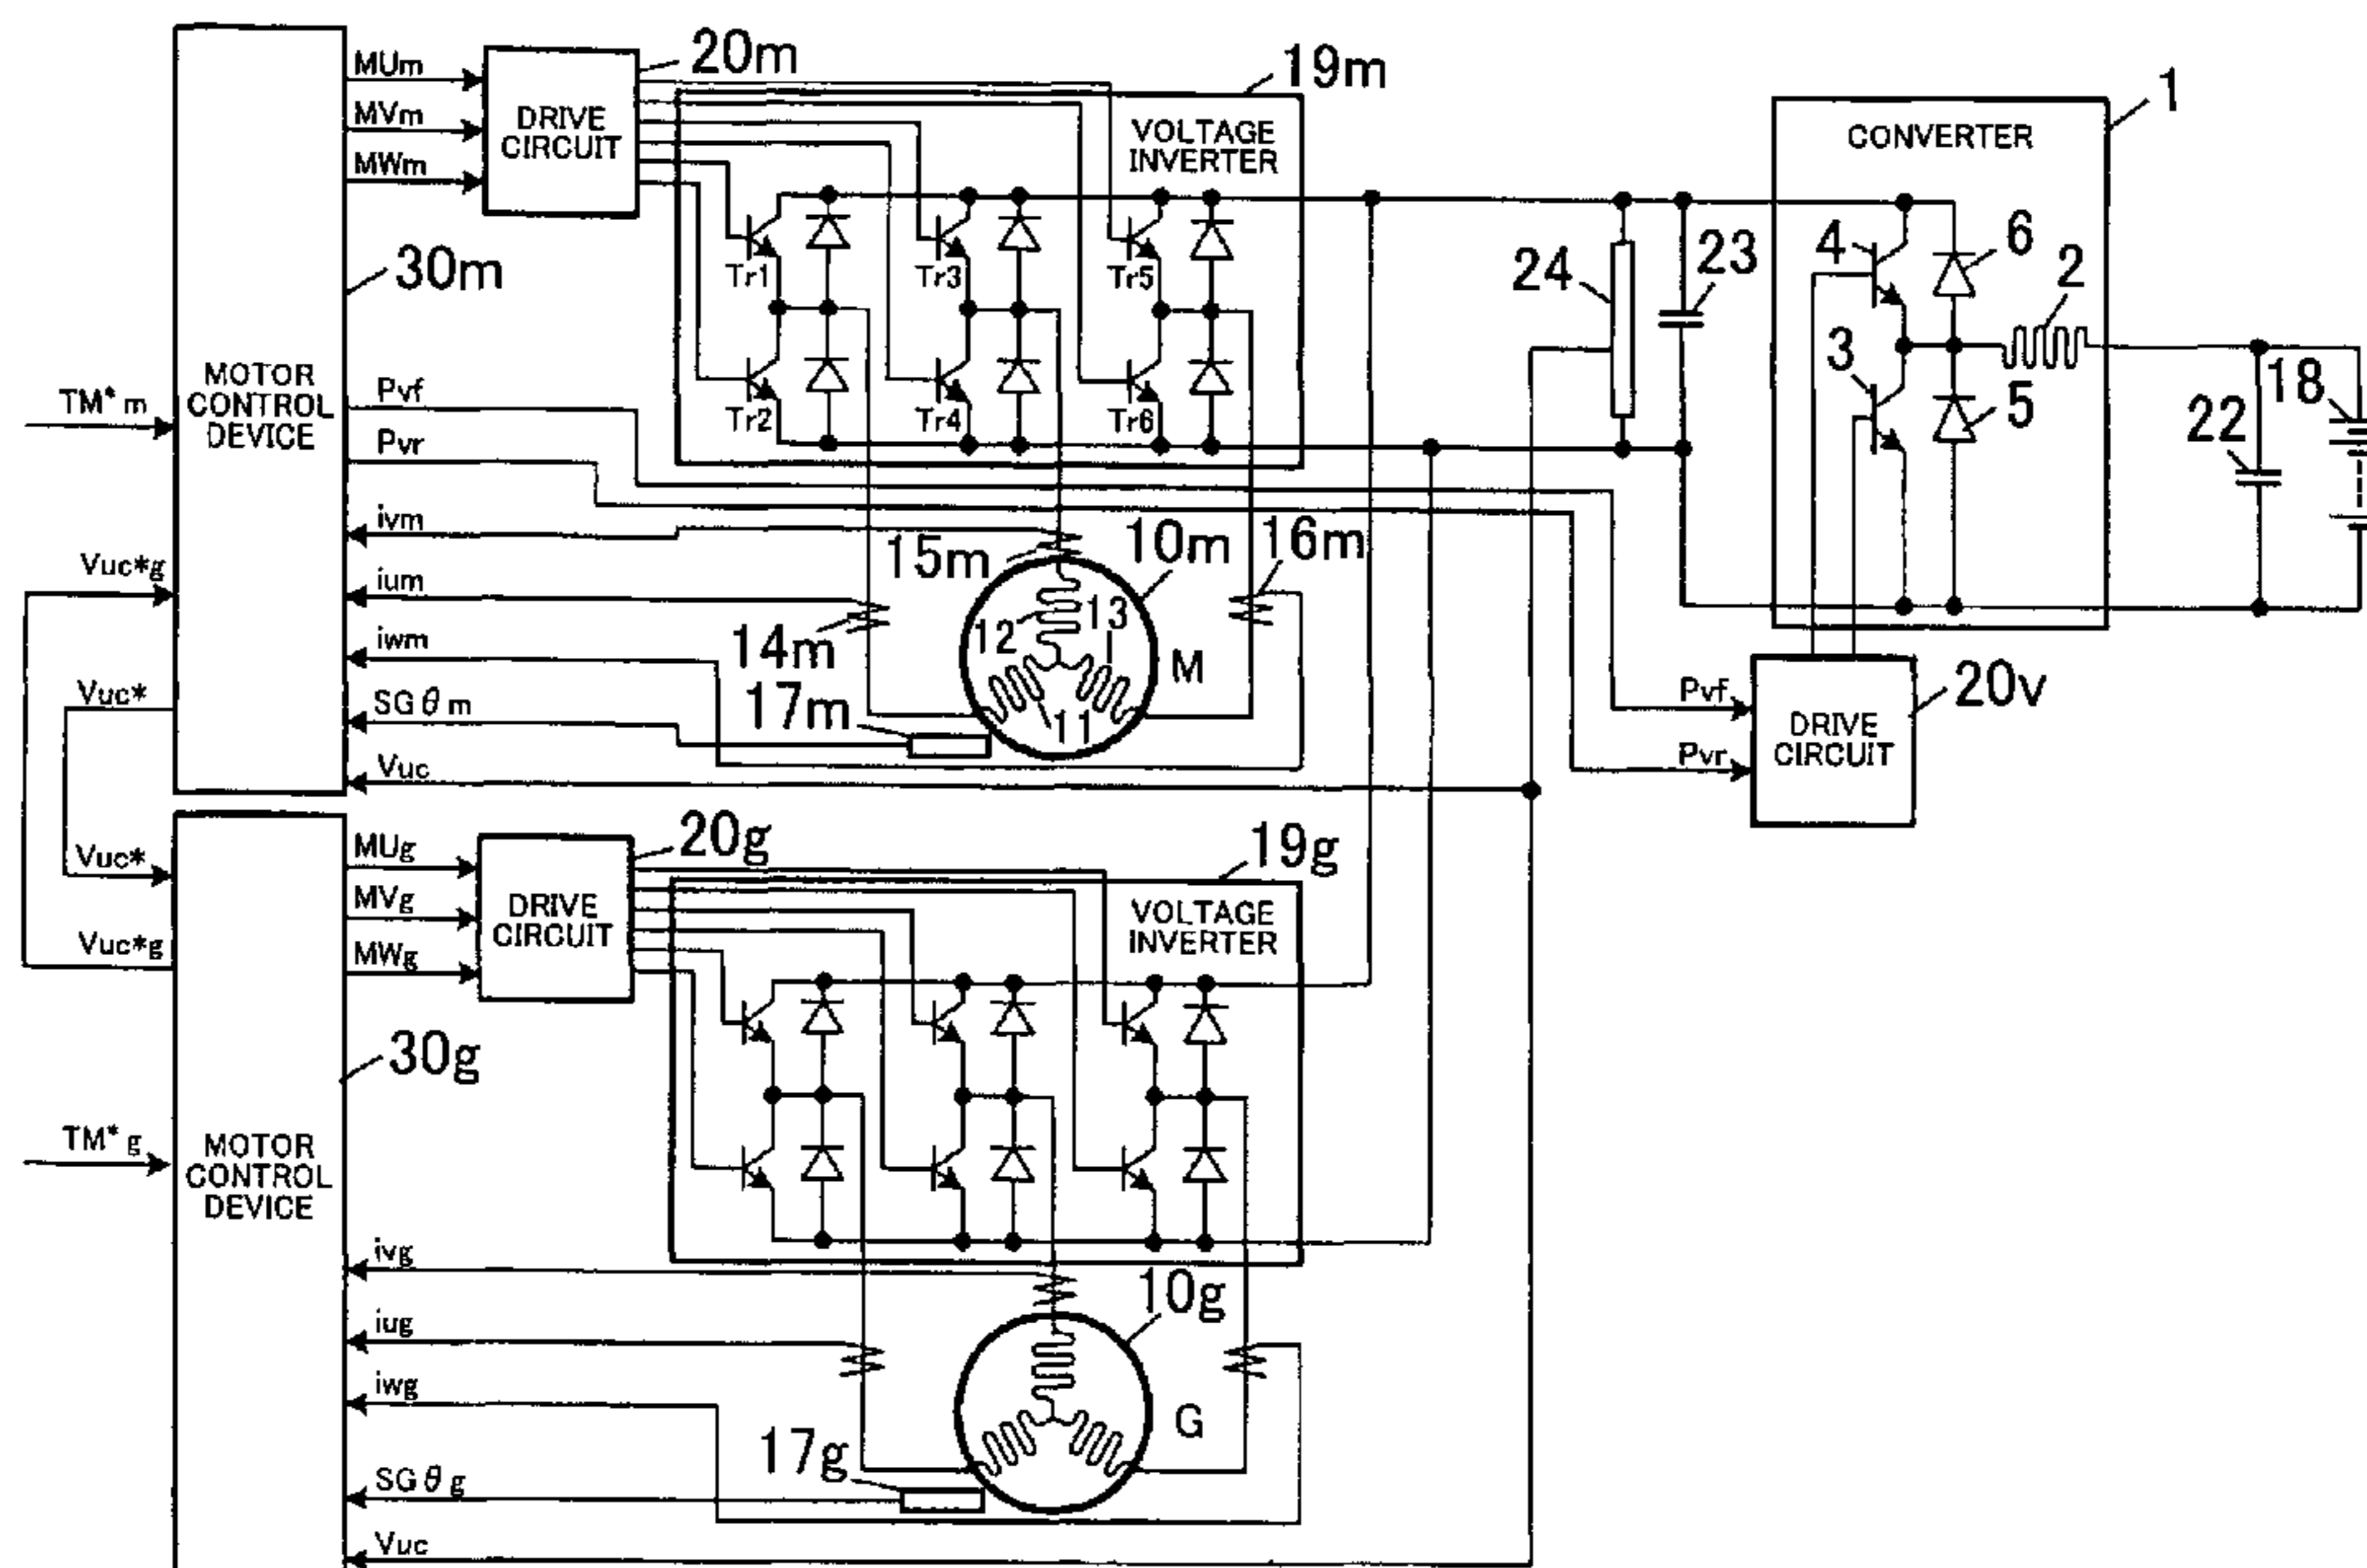 20m
19m
1
MUm
MVm
MWm
DRIVE
CIRCUIT
VOLTAGE
INVERTER
CONVERTER
30m
Tr1
Tr3
Tr5
24
23
4
6
2
MOTOR
CONTROL
DEVICE
TM* m
Pvf
Pvr
Tr2
Tr4
Tr6
3
5
22
18
ivm
15m
10m
16m
Vuc*g
ium
14m
12
13
11
M
iwm
Vuc*
SG θ m
17m
Vuc
Pvf
Pvr
DRIVE
CIRCUIT
20v
20g
19g
Vuc*
Vuc*g
MUg
MVg
MWg
DRIVE
CIRCUIT
VOLTAGE
INVERTER
30g
TM* g
MOTOR
CONTROL
DEVICE
ivg
10g
iug
iwg
G
17g
SG θ g
Vuc